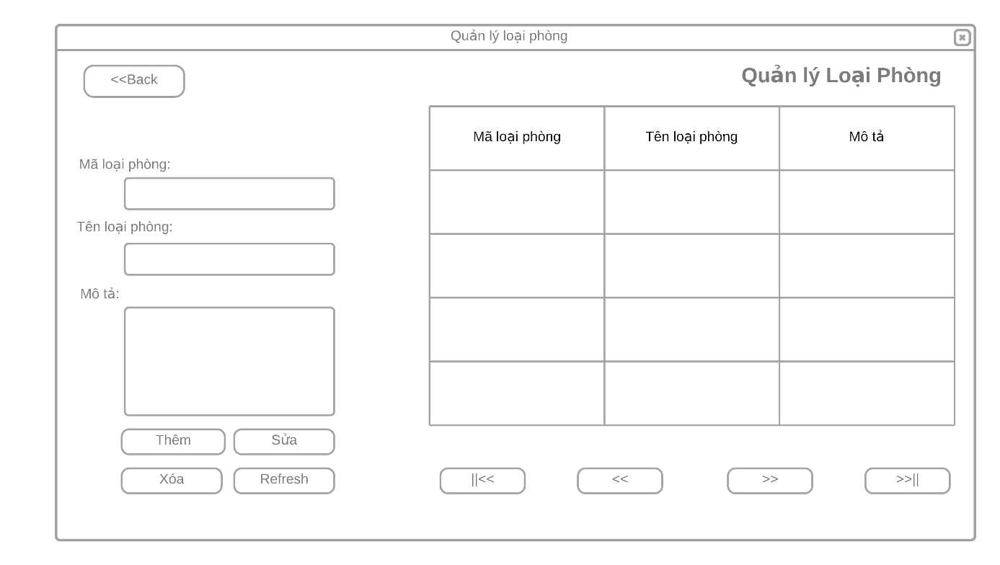 Quản lý loại phòng
<<Back
Quản lý Loại Phòng
Mã loại phòng:
Tên loại phòng:
Mô tả:
Thêm
Sửa
Xóa
Refresh
Mã loại phòng
Tên loại phòng
Mô tả
||<<
<<
>>
>>||